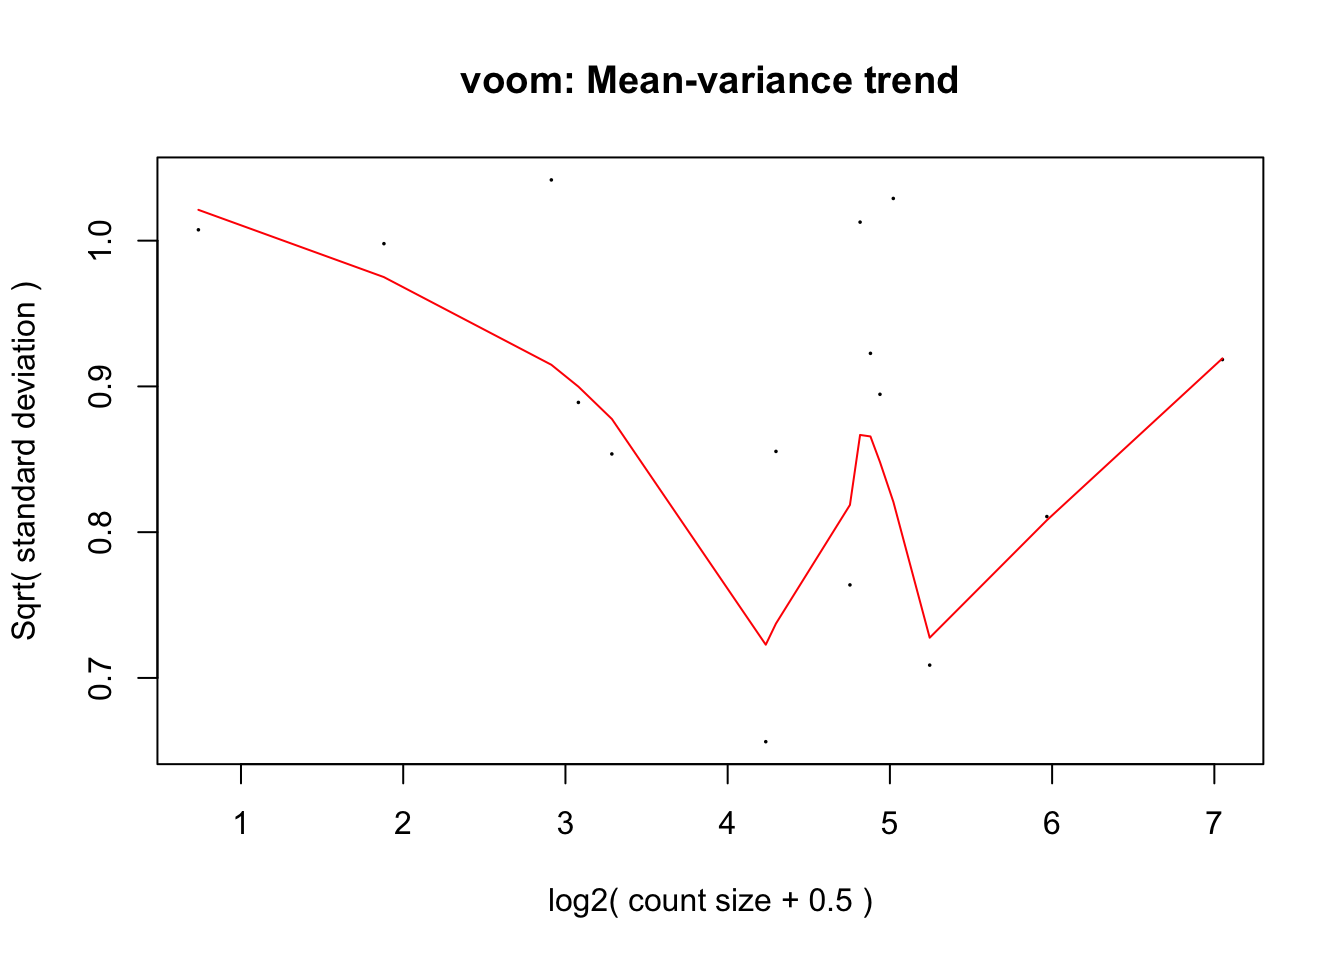 voom: Mean-variance trend
Sqrt( standard deviation )
1.0
0.9
0.8
0.7
1 2 3 4 5 6 7
log2( count size + 0.5 )